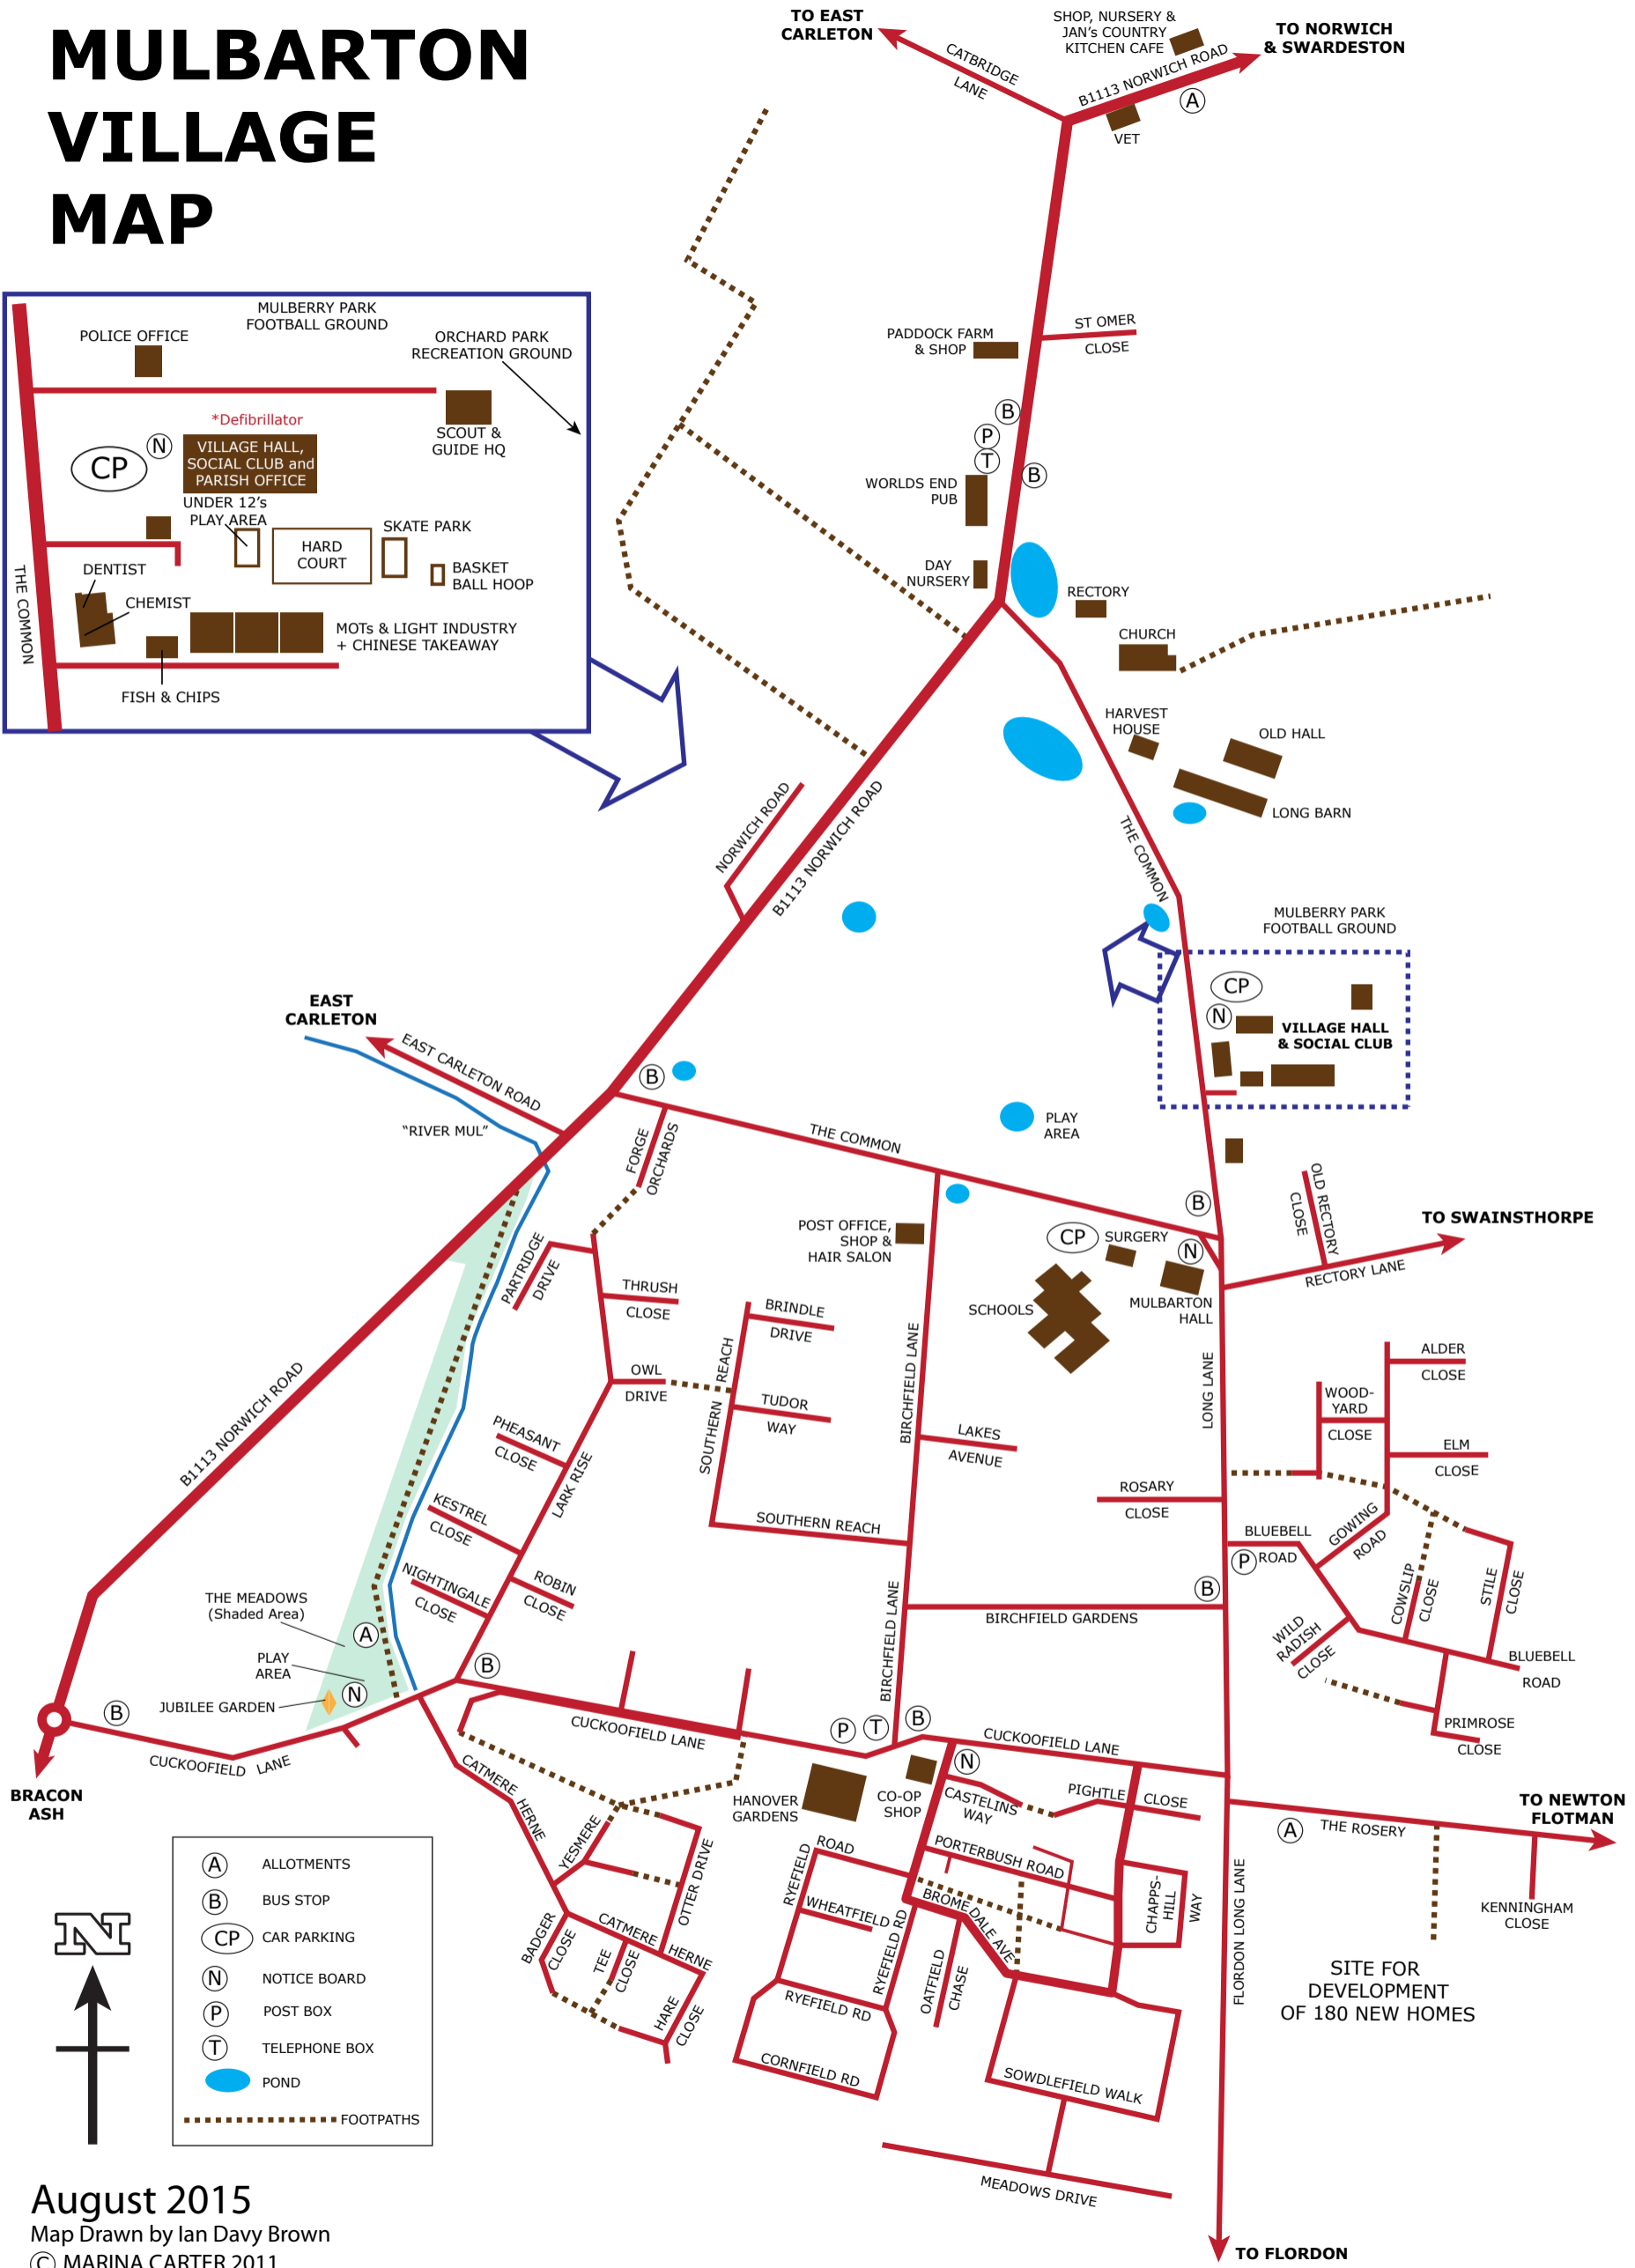 MULBARTON
VILLAGE
MAP
TO EAST
CARLETON
CATBRIDGE
LANE
SHOP, NURSERY &
JAN's COUNTRY
KITCHEN CAFE
TO NORWICH
& SWARDESTON
B1113 NORWICH ROAD
A
VET
MULBERRY PARK
FOOTBALL GROUND
POLICE OFFICE
ORCHARD PARK
RECREATION GROUND
*Defibrillator
SCOUT &
GUIDE HQ
CP
N
VILLAGE HALL,
SOCIAL CLUB and
PARISH OFFICE
UNDER 12's
PLAY AREA
HARD
COURT
SKATE PARK
BASKET
BALL HOOP
DENTIST
CHEMIST
THE COMMON
MOTs & LIGHT INDUSTRY
+ CHINESE TAKEAWAY
FISH & CHIPS
PADDOCK FARM
& SHOP
ST OMER
CLOSE
B
P
T
B
WORLDS END
PUB
DAY
NURSERY
RECTORY
CHURCH
HARVEST
HOUSE
OLD HALL
LONG BARN
NORWICH ROAD
B1113 NORWICH ROAD
THE COMMON
MULBERRY PARK
FOOTBALL GROUND
CP
N
VILLAGE HALL
& SOCIAL CLUB
EAST
CARLETON
EAST CARLETON ROAD
"RIVER MUL"
B
FORGE
ORCHARDS
THE COMMON
PLAY
AREA
B
OLD RECTORY
CLOSE
TO SWAINSTHORPE
RECTORY LANE
POST OFFICE,
SHOP &
HAIR SALON
CP
SURGERY
N
MULBARTON
HALL
SCHOOLS
PARTRIDGE
DRIVE
THRUSH
CLOSE
OWL
DRIVE
BRINDLE
DRIVE
SOUTHERN REACH
TUDOR
WAY
BIRCHFIELD LANE
LAKES
AVENUE
LONG LANE
ALDER
CLOSE
WOOD-
YARD
CLOSE
ELM
CLOSE
B1113 NORWICH ROAD
PHEASANT
CLOSE
LARK RISE
KESTREL
CLOSE
NIGHTINGALE
CLOSE
ROBIN
CLOSE
SOUTHERN REACH
ROSARY
CLOSE
BLUEBELL
ROAD
P
GOWING
ROAD
COWSLIP
CLOSE
STILE
CLOSE
B
BIRCHFIELD GARDENS
WILD
RADISH
CLOSE
BLUEBELL
ROAD
PRIMROSE
CLOSE
THE MEADOWS
(Shaded Area)
A
PLAY
AREA
N
JUBILEE GARDEN
B
B
CUCKOOFIELD LANE
BRACON
ASH
CUCKOOFIELD LANE
BIRCHFIELD LANE
P
T
B
CUCKOOFIELD LANE
HANOVER
GARDENS
CO-OP
SHOP
N
CASTELINS
WAY
PIGHTLE
CLOSE
TO NEWTON
FLOTMAN
A
THE ROSERY
KENNINGHAM
CLOSE
CATMERE HERNE
YESMERE
OTTER DRIVE
BADGER
CLOSE
CATMERE HERNE
TEE
CLOSE
HARE
CLOSE
RYEFIELD
ROAD
WHEATFIELD
RYEFIELD RD
RYEFIELD RD
CORNFIELD RD
PORTERBUSH ROAD
BROMEDALE AVE
OATFIELD
CHASE
CHAPPS-
HILL
WAY
FLORDON LONG LANE
SITE FOR
DEVELOPMENT
OF 180 NEW HOMES
SOWDLEFIELD WALK
MEADOWS DRIVE
TO FLORDON
N
A ALLOTMENTS
B BUS STOP
CP CAR PARKING
N NOTICE BOARD
P POST BOX
T TELEPHONE BOX
POND
FOOTPATHS
August 2015
Map Drawn by Ian Davy Brown
© MARINA CARTER 2011